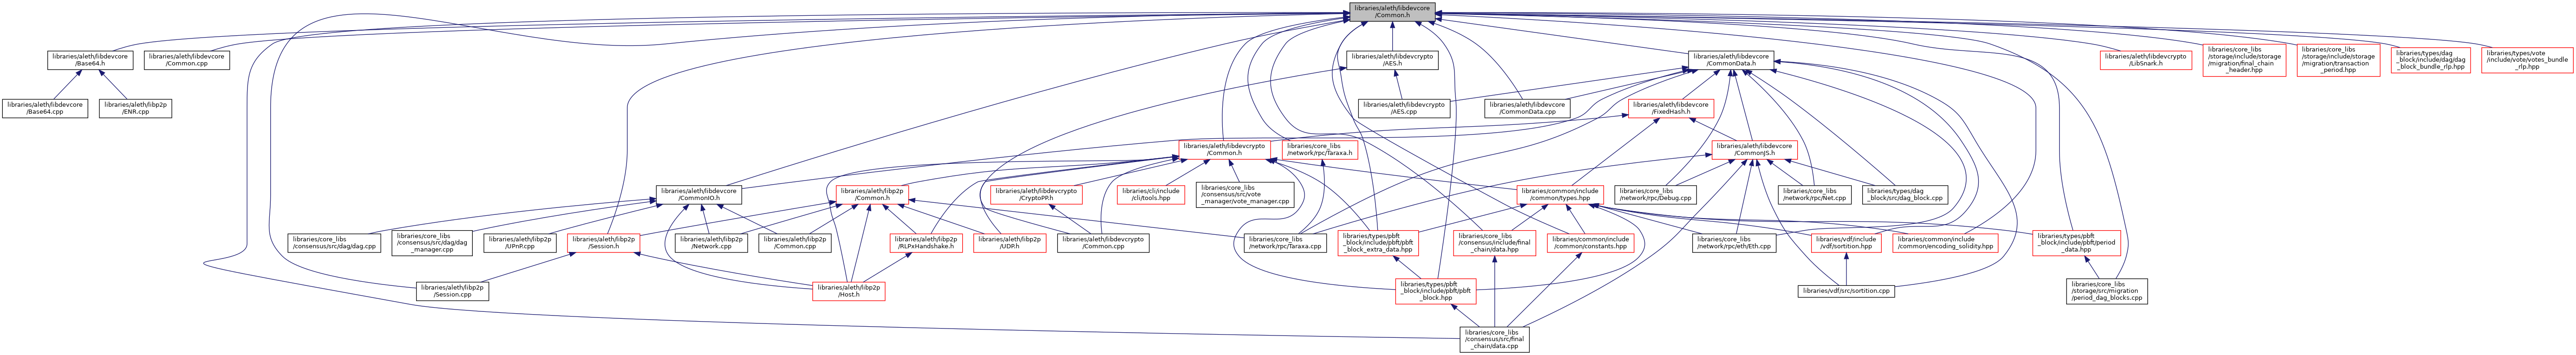 libraries/aleth/libdevcore
/Common.h
libraries/aleth/libdevcore
/Base64.h
libraries/aleth/libdevcore
/Common.cpp
libraries/aleth/libdevcrypto
/AES.h
libraries/aleth/libdevcore
/CommonData.h
libraries/aleth/libdevcrypto
/LibSnark.h
libraries/core_libs
/storage/include/storage
/migration/final_chain
_header.hpp
libraries/core_libs
/storage/include/storage
/migration/transaction
_period.hpp
libraries/types/dag
_block/include/dag/dag
_block_bundle_rlp.hpp
libraries/types/vote
/include/vote/votes_bundle
_rlp.hpp
libraries/aleth/libdevcore
/Base64.cpp
libraries/aleth/libp2p
/ENR.cpp
libraries/aleth/libdevcrypto
/AES.cpp
libraries/aleth/libdevcore
/CommonData.cpp
libraries/aleth/libdevcore
/FixedHash.h
libraries/aleth/libdevcrypto
/Common.h
libraries/core_libs
/network/rpc/Taraxa.h
libraries/aleth/libdevcore
/CommonJS.h
libraries/aleth/libdevcore
/CommonIO.h
libraries/aleth/libp2p
/Common.h
libraries/aleth/libdevcrypto
/CryptoPP.h
libraries/cli/include
/cli/tools.hpp
libraries/core_libs
/consensus/src/vote
_manager/vote_manager.cpp
libraries/common/include
/common/types.hpp
libraries/core_libs
/network/rpc/Debug.cpp
libraries/core_libs
/network/rpc/Net.cpp
libraries/types/dag
_block/src/dag_block.cpp
libraries/core_libs
/consensus/src/dag/dag.cpp
libraries/core_libs
/consensus/src/dag/dag
_manager.cpp
libraries/aleth/libp2p
/UPnP.cpp
libraries/aleth/libp2p
/Session.h
libraries/aleth/libp2p
/Network.cpp
libraries/aleth/libp2p
/Common.cpp
libraries/aleth/libp2p
/RLPxHandshake.h
libraries/aleth/libp2p
/UDP.h
libraries/aleth/libdevcrypto
/Common.cpp
libraries/core_libs
/network/rpc/Taraxa.cpp
libraries/types/pbft
_block/include/pbft/pbft
_block_extra_data.hpp
libraries/core_libs
/consensus/include/final
_chain/data.hpp
libraries/common/include
/common/constants.hpp
libraries/core_libs
/network/rpc/eth/Eth.cpp
libraries/vdf/include
/vdf/sortition.hpp
libraries/common/include
/common/encoding_solidity.hpp
libraries/types/pbft
_block/include/pbft/period
_data.hpp
libraries/aleth/libp2p
/Session.cpp
libraries/aleth/libp2p
/Host.h
libraries/types/pbft
_block/include/pbft/pbft
_block.hpp
libraries/vdf/src/sortition.cpp
libraries/core_libs
/storage/src/migration
/period_dag_blocks.cpp
libraries/core_libs
/consensus/src/final
_chain/data.cpp